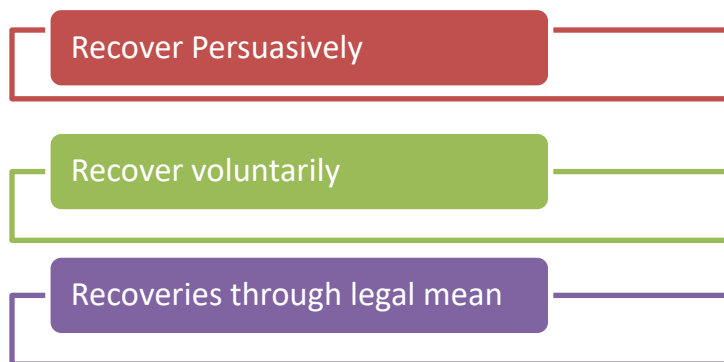 Recover Persuasively
Recover voluntarily
Recoveries through legal mean